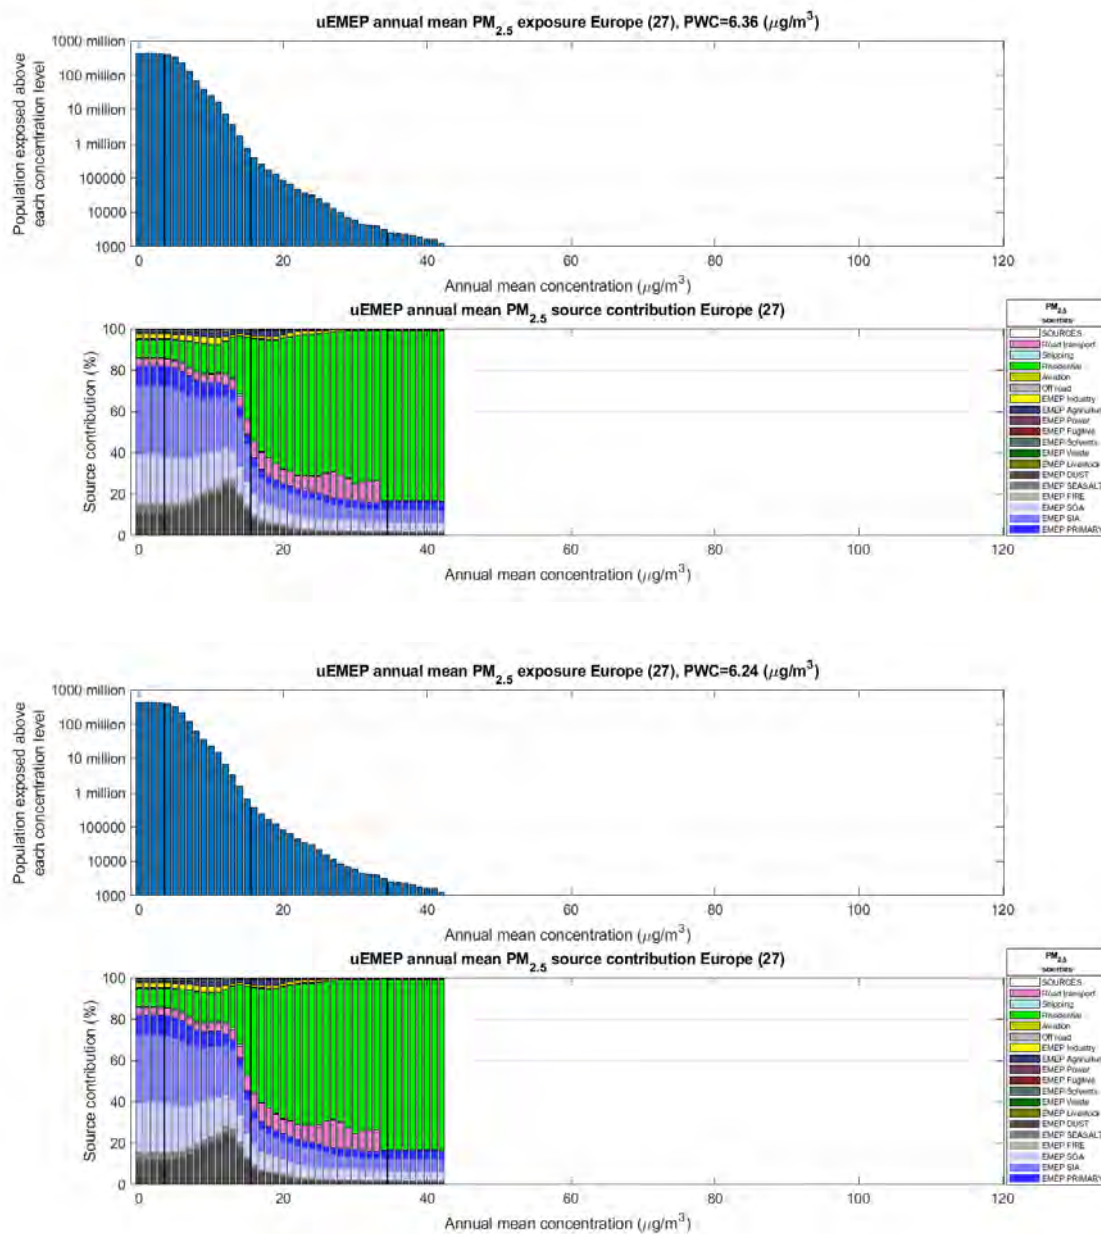 uEMEP annual mean PM2.5 exposure Europe (27), PWC=6.36 (μg/m3)
Population exposed above
each concentration level
1000 million
100 million
10 million
1 million
100000
10000
1000
0 20 40 60 80 100 120
Annual mean concentration (μg/m3)
uEMEP annual mean PM2.5 source contribution Europe (27)
Source contribution (%)
100
80
60
40
20
0
0 20 40 60 80 100 120
Annual mean concentration (μg/m3)
PM2.5
sources
SOURCES
Road transport
Shipping
Residential
Aviation
Off road
EMEP Industry
EMEP Agriculture
EMEP Power
EMEP Fugitive
EMEP Solvents
EMEP Waste
EMEP Livestock
EMEP DUST
EMEP SEASALT
EMEP FIRE
EMEP SOA
EMEP SIA
EMEP PRIMARY
uEMEP annual mean PM2.5 exposure Europe (27), PWC=6.24 (μg/m3)
Population exposed above
each concentration level
1000 million
100 million
10 million
1 million
100000
10000
1000
0 20 40 60 80 100 120
Annual mean concentration (μg/m3)
uEMEP annual mean PM2.5 source contribution Europe (27)
Source contribution (%)
100
80
60
40
20
0
0 20 40 60 80 100 120
Annual mean concentration (μg/m3)
PM2.5
sources
SOURCES
Road transport
Shipping
Residential
Aviation
Off road
EMEP Industry
EMEP Agriculture
EMEP Power
EMEP Fugitive
EMEP Solvents
EMEP Waste
EMEP Livestock
EMEP DUST
EMEP SEASALT
EMEP FIRE
EMEP SOA
EMEP SIA
EMEP PRIMARY